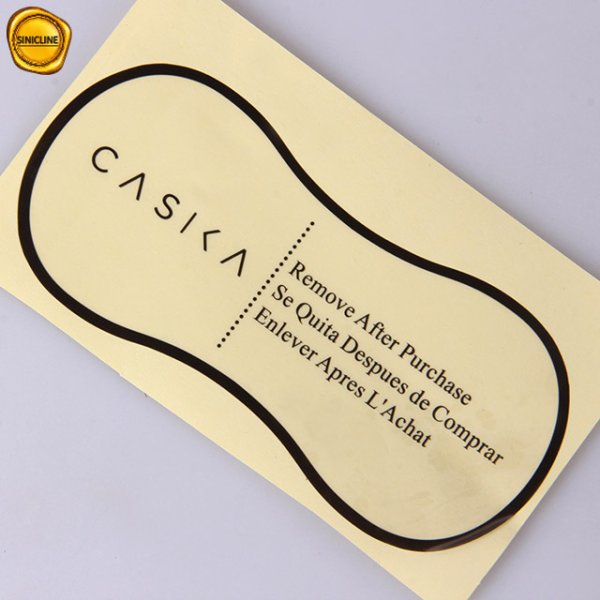 SINICLINE
CASIKA
Remove After Purchase
Se Quita Despues de Comprar
Enlever Apres L'Achat